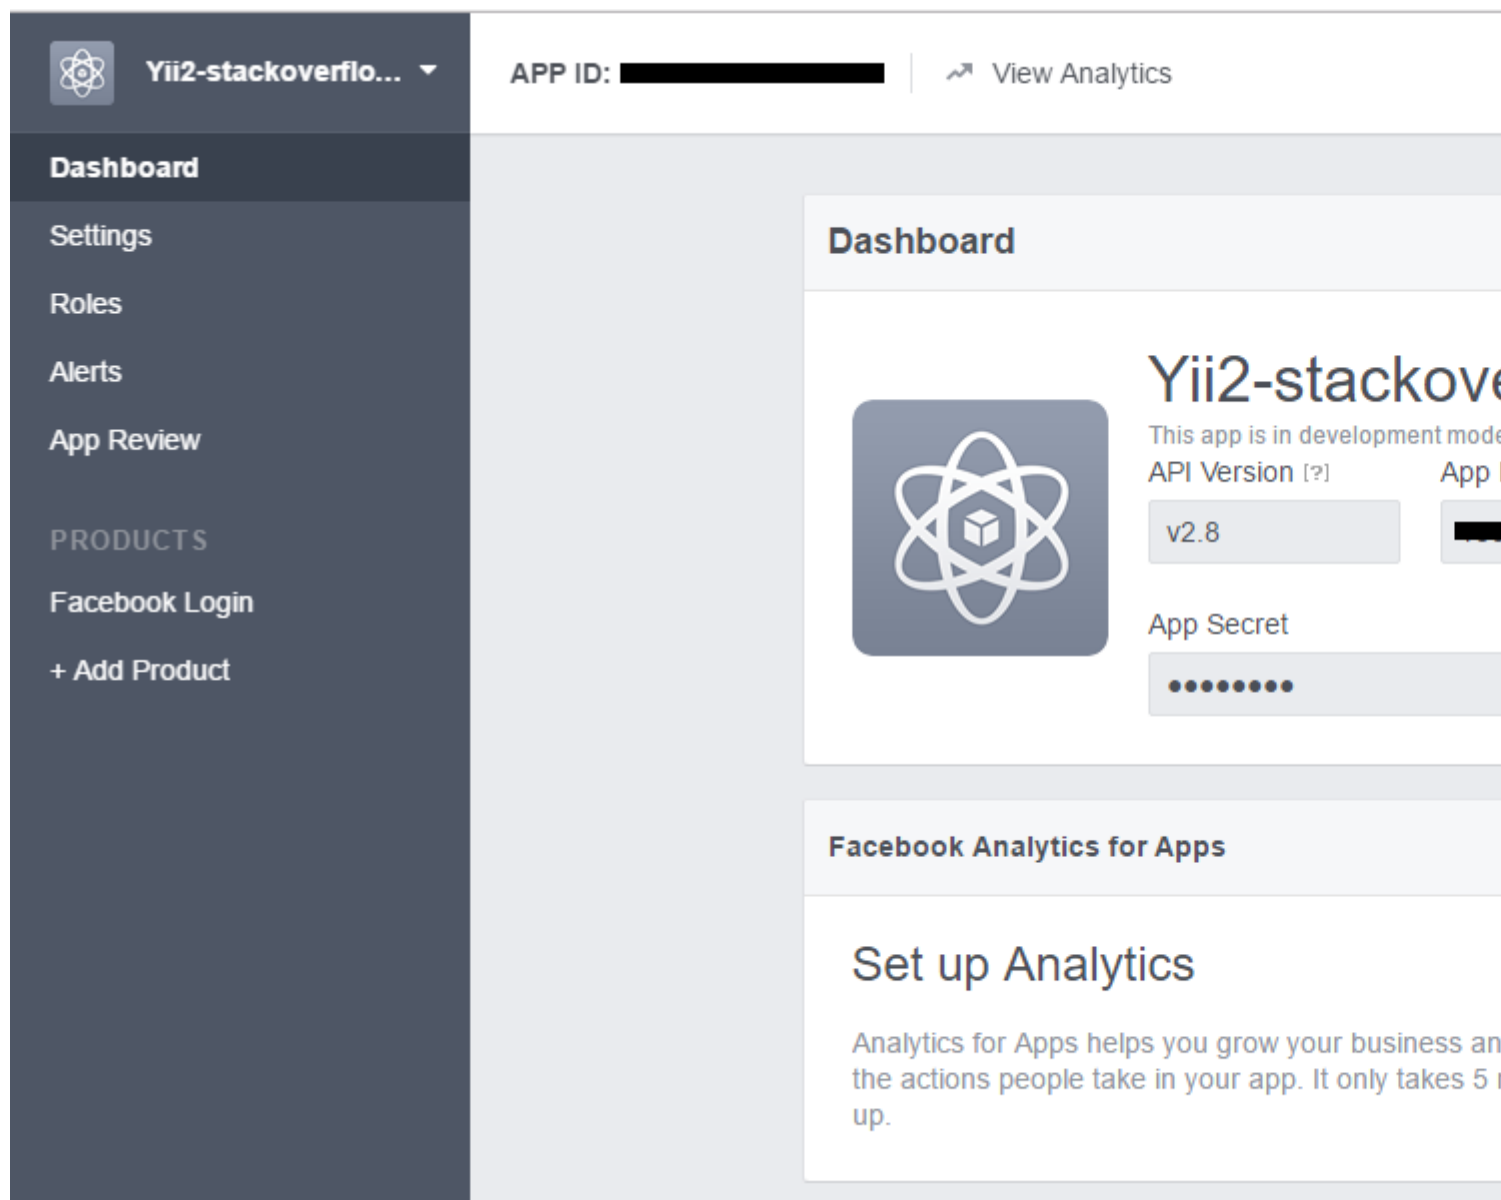 Yii2-stackoverflo...
APP ID:
View Analytics
Dashboard
Settings
Roles
Alerts
App Review
PRODUCTS
Facebook Login
+ Add Product
Dashboard
Yii2-stackove
This app is in development mode
API Version [?]
App
v2.8
App Secret
Facebook Analytics for Apps
Set up Analytics
Analytics for Apps helps you grow your business an
the actions people take in your app. It only takes 5
up.